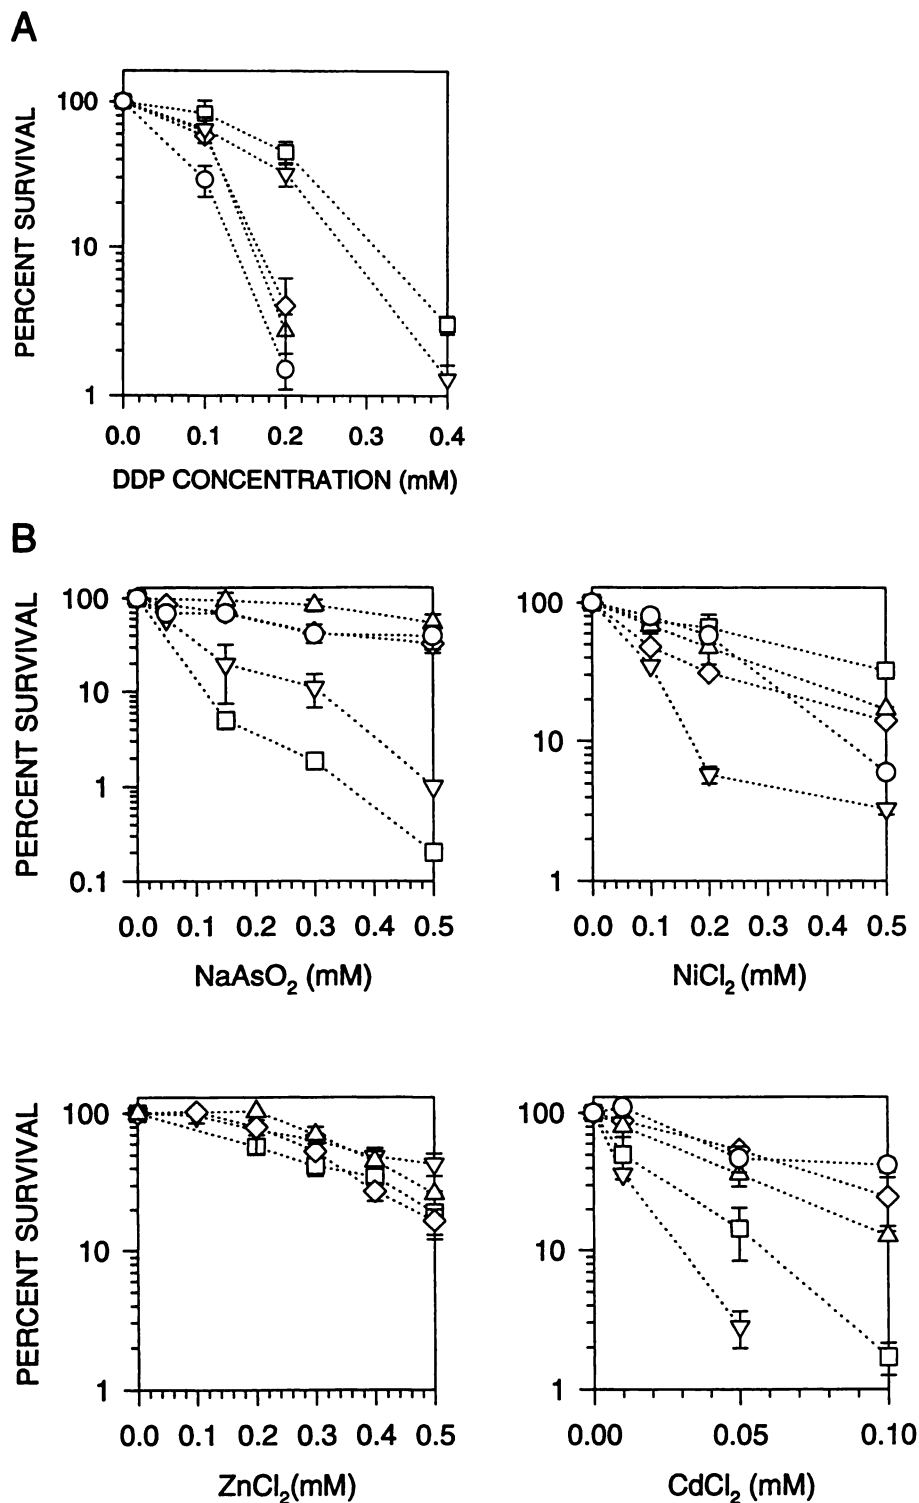 A
PERCENT SURVIVAL
100
10
1
0.0 0.1 0.2 0.3 0.4
DDP CONCENTRATION (mM)
B
PERCENT SURVIVAL
100
10
1
0.1
0.0 0.1 0.2 0.3 0.4 0.5
NaAsO2 (mM)
100
10
1
0.0 0.1 0.2 0.3 0.4 0.5
NiCl2 (mM)
PERCENT SURVIVAL
100
10
1
0.0 0.1 0.2 0.3 0.4 0.5
ZnCl2(mM)
100
10
1
0.00 0.05 0.10
CdCl2 (mM)